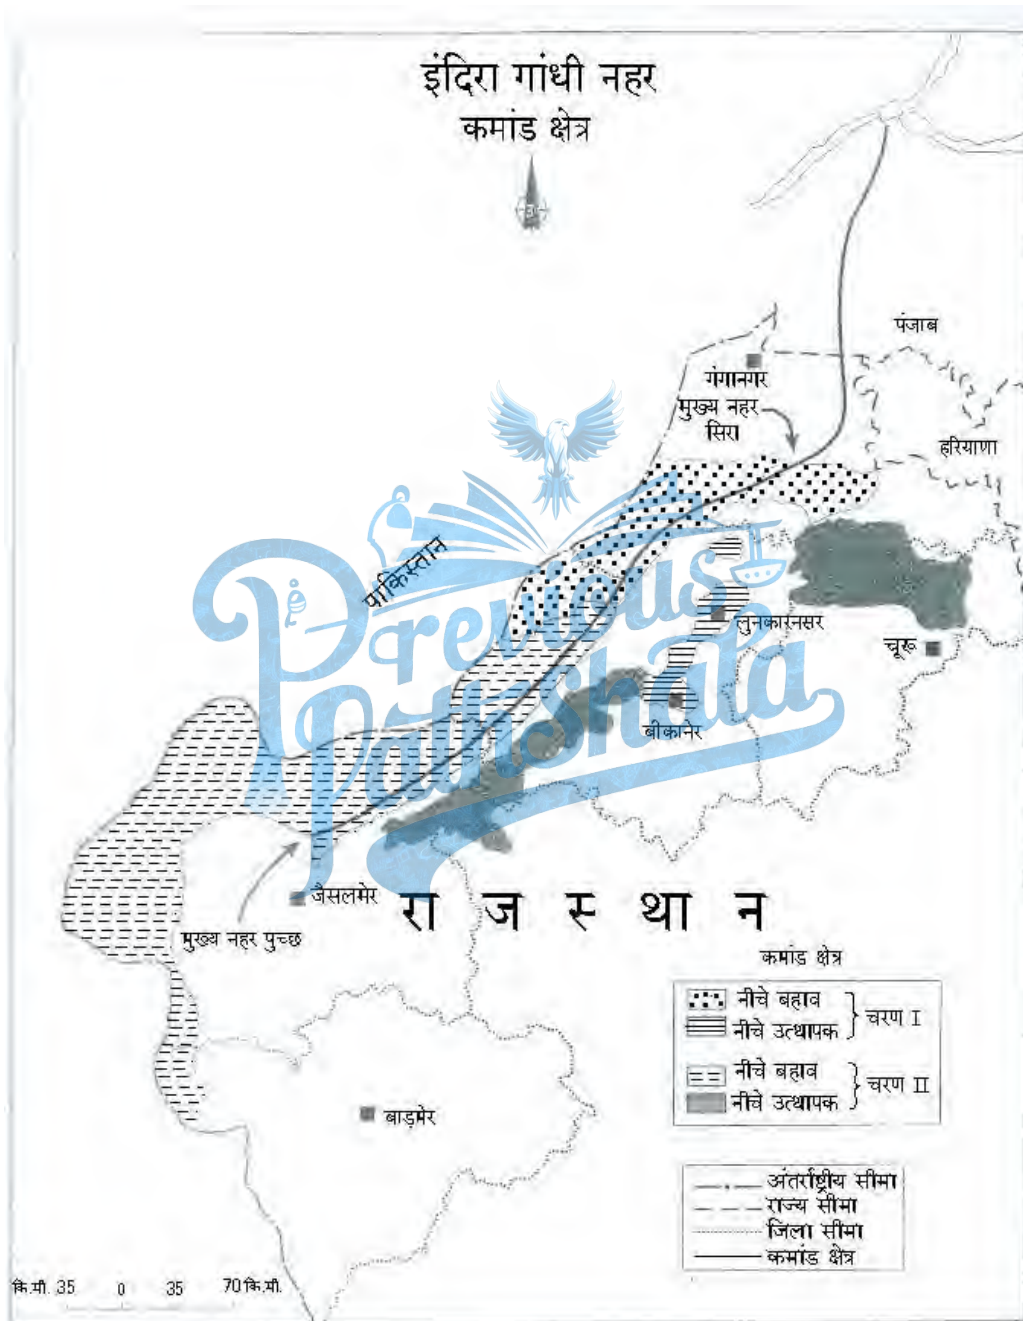 इंदिरा गांधी नहर
कमांड क्षेत्र
उ
पंजाब
गंगानगर
मुख्य नहर
सिरा
हरियाणा
पाकिस्तान
Previous
Pathshala
लुनकारनसर
चूरू
बीकानेर
जैसलमेर
राजस्थान
मुख्य नहर पुच्छ
कमांड क्षेत्र
नीचे बहाव
नीचे उत्थापक
चरण I
नीचे बहाव
नीचे उत्थापक
चरण II
बाड़मेर
अंतर्राष्ट्रीय सीमा
राज्य सीमा
जिला सीमा
कमांड क्षेत्र
कि.मी. 35 0 35 70 कि.मी.